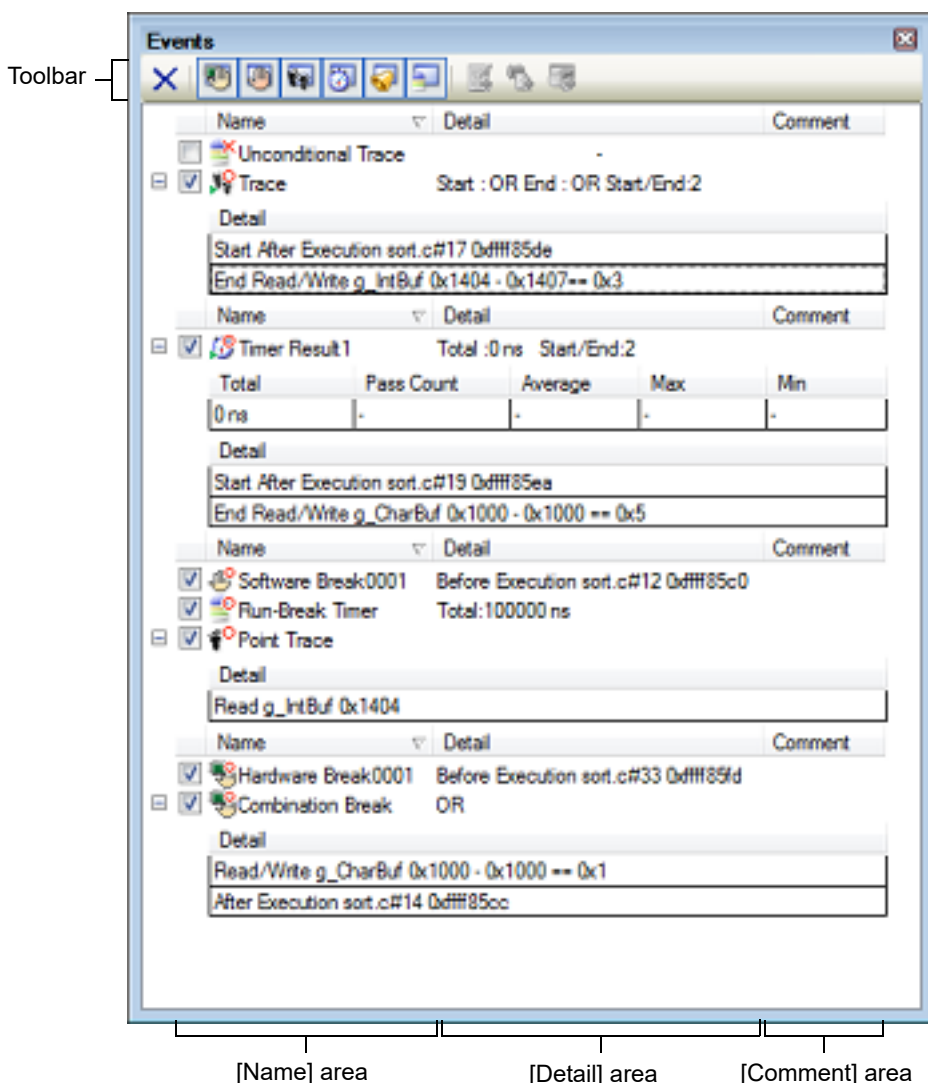 Events
Toolbar
Name Detail Comment
Unconditional Trace -
Trace Start : OR End : OR Start/End:2
Detail
Start After Execution sort.c#17 0xffff85de
End Read/Write g_IntBuf 0x1404 - 0x1407== 0x3
Name Detail Comment
Timer Result1 Total :0 ns Start/End:2
Total Pass Count Average Max Min
0 ns - - - -
Detail
Start After Execution sort.c#19 0xffff85ea
End Read/Write g_CharBuf 0x1000 - 0x1000 == 0x5
Name Detail Comment
Software Break0001 Before Execution sort.c#12 0xffff85c0
Run-Break Timer Total:100000 ns
Point Trace
Detail
Read g_IntBuf 0x1404
Name Detail Comment
Hardware Break0001 Before Execution sort.c#33 0xffff85fd
Combination Break OR
Detail
Read/Write g_CharBuf 0x1000 - 0x1000 == 0x1
After Execution sort.c#14 0xffff85cc
[Name] area [Detail] area [Comment] area